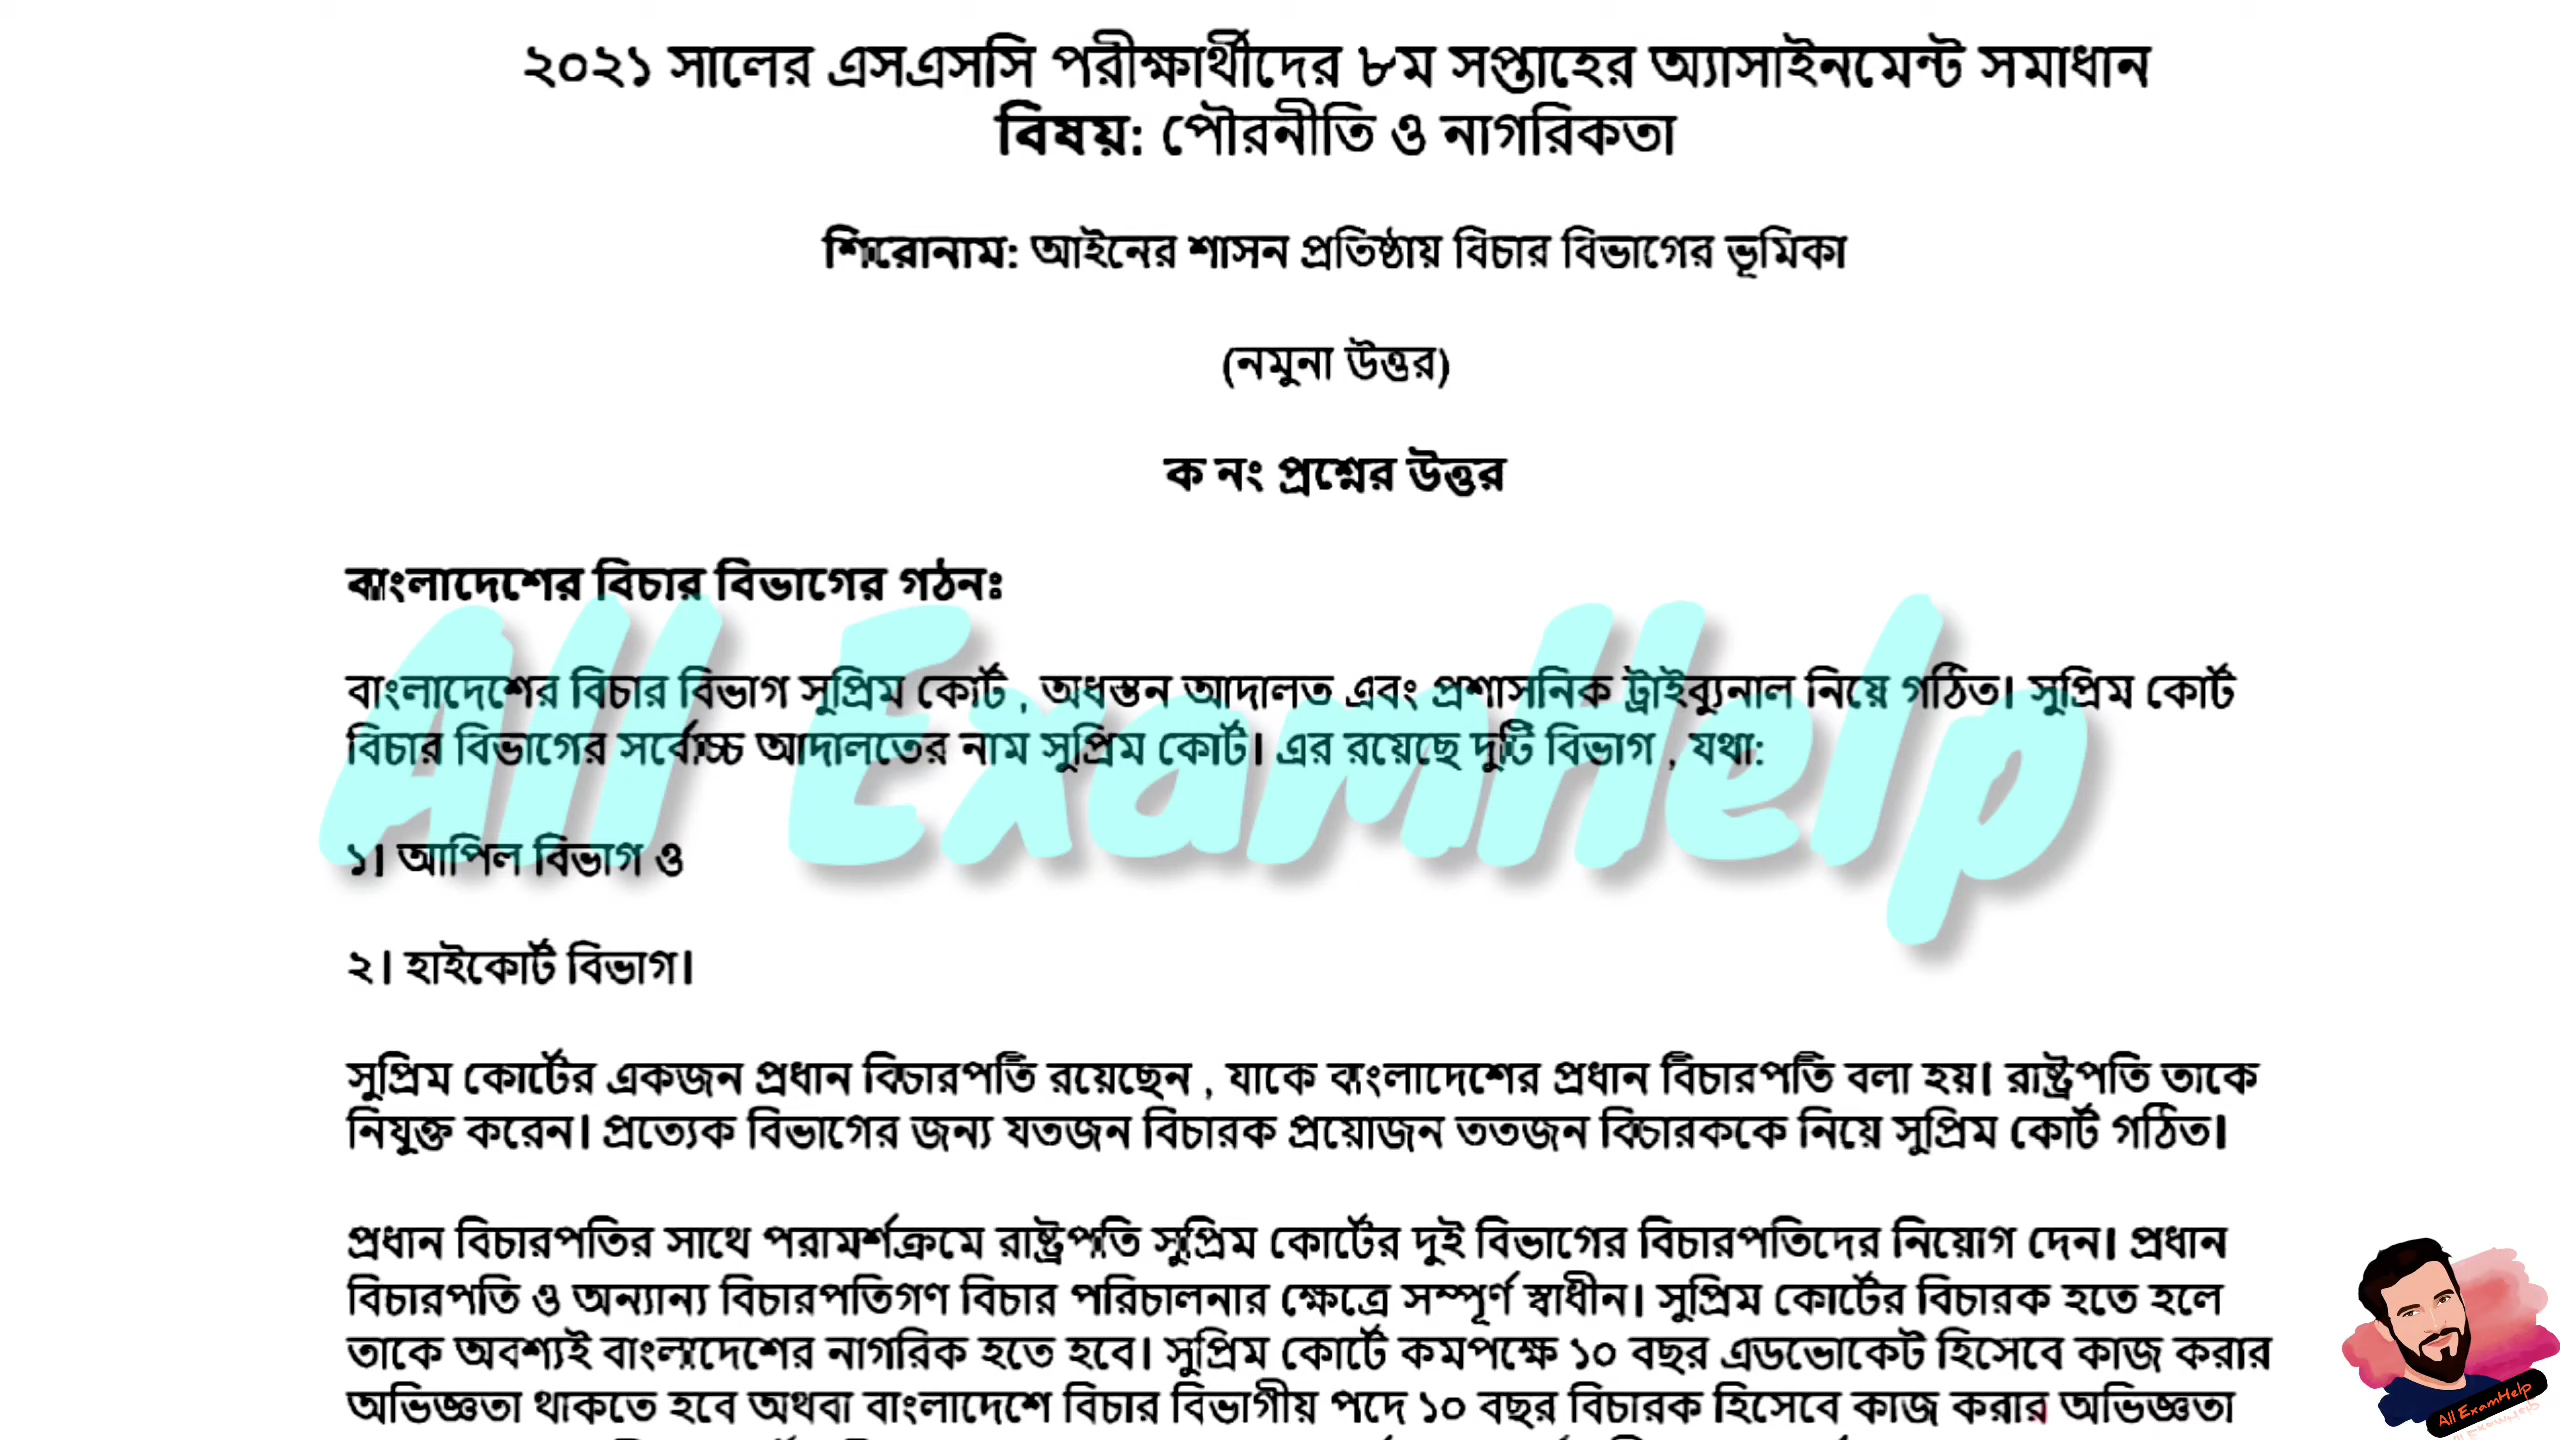 ২০২১ সালের এসএসসি পরীক্ষার্থীদের ৮ম সপ্তাহের অ্যাসাইনমেন্ট সমাধান
বিষয়: পৌরনীতি ও নাগরিকতা
শিরোনাম: আইনের শাসন প্রতিষ্ঠায় বিচার বিভাগের ভূমিকা
(নমুনা উত্তর)
ক নং প্রশ্নের উত্তর
বাংলাদেশের বিচার বিভাগের গঠনঃ
All ExamHelp
বাংলাদেশের বিচার বিভাগ সুপ্রিম কোর্ট , অধস্তন আদালত এবং প্রশাসনিক ট্রাইব্যুনাল নিয়ে গঠিত। সুপ্রিম কোর্ট
বিচার বিভাগের সর্বোচ্চ আদালতের নাম সুপ্রিম কোর্ট। এর রয়েছে দুটি বিভাগ , যথা:
১। আপিল বিভাগ ও
২। হাইকোর্ট বিভাগ।
সুপ্রিম কোর্টের একজন প্রধান বিচারপতি রয়েছেন , যাকে বাংলাদেশের প্রধান বিচারপতি বলা হয়। রাষ্ট্রপতি তাকে
নিযুক্ত করেন। প্রত্যেক বিভাগের জন্য যতজন বিচারক প্রয়োজন ততজন বিচারককে নিয়ে সুপ্রিম কোর্ট গঠিত।
প্রধান বিচারপতির সাথে পরামর্শক্রমে রাষ্ট্রপতি সুপ্রিম কোর্টের দুই বিভাগের বিচারপতিদের নিয়োগ দেন। প্রধান
বিচারপতি ও অন্যান্য বিচারপতিগণ বিচার পরিচালনার ক্ষেত্রে সম্পূর্ণ স্বাধীন। সুপ্রিম কোর্টের বিচারক হতে হলে
তাকে অবশ্যই বাংলাদেশের নাগরিক হতে হবে। সুপ্রিম কোর্টে কমপক্ষে ১০ বছর এডভোকেট হিসেবে কাজ করার
অভিজ্ঞতা থাকতে হবে অথবা বাংলাদেশে বিচার বিভাগীয় পদে ১০ বছর বিচারক হিসেবে কাজ করার অভিজ্ঞতা
All ExamHelp